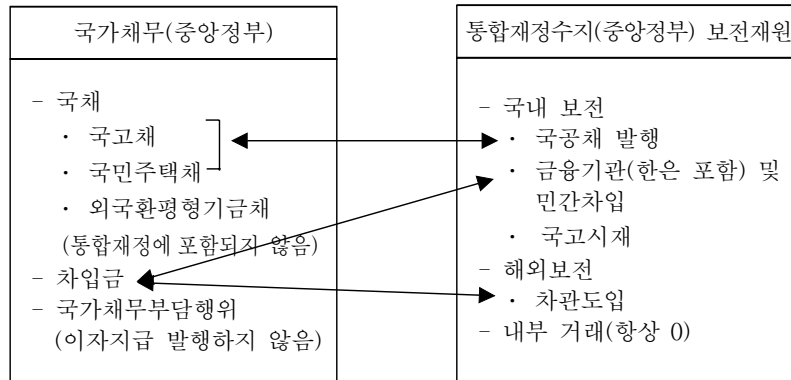 국가채무(중앙정부)
- 국채
· 국고채
· 국민주택채
· 외국환평형기금채
(통합재정에 포함되지 않음)
- 차입금
- 국가채무부담행위
(이자지급 발행하지 않음)
통합재정수지(중앙정부) 보전재원
- 국내 보전
· 국공채 발행
· 금융기관(한은 포함) 및
민간차입
· 국고시재
- 해외보전
· 차관도입
- 내부 거래(항상 0)